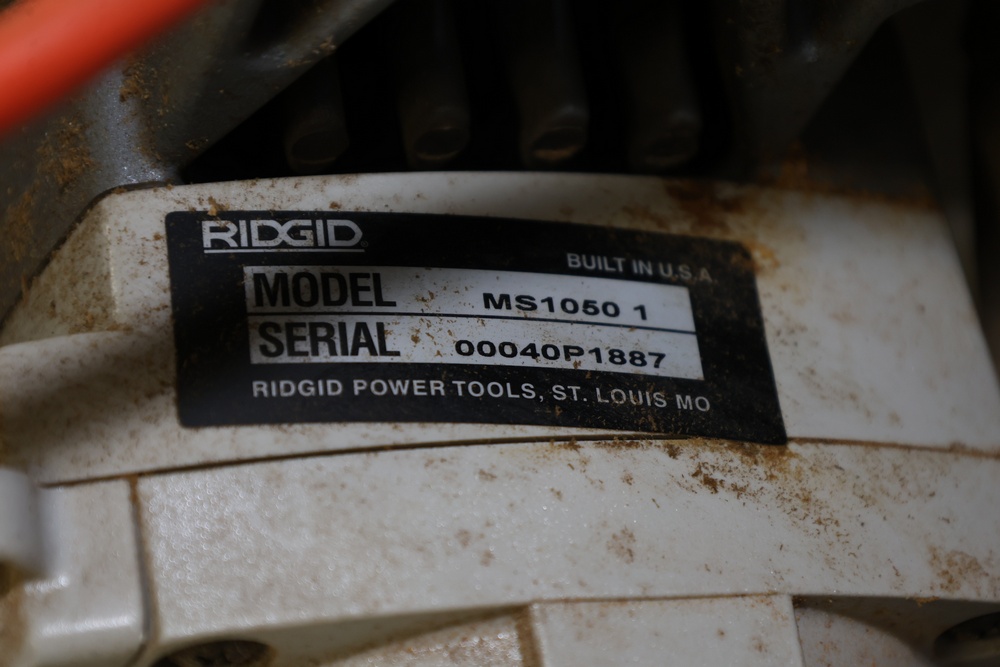 RIDGID
BUILT IN U.S.A.
MODEL MS1050 1
SERIAL 00040P1887
RIDGID POWER TOOLS, ST. LOUIS MO